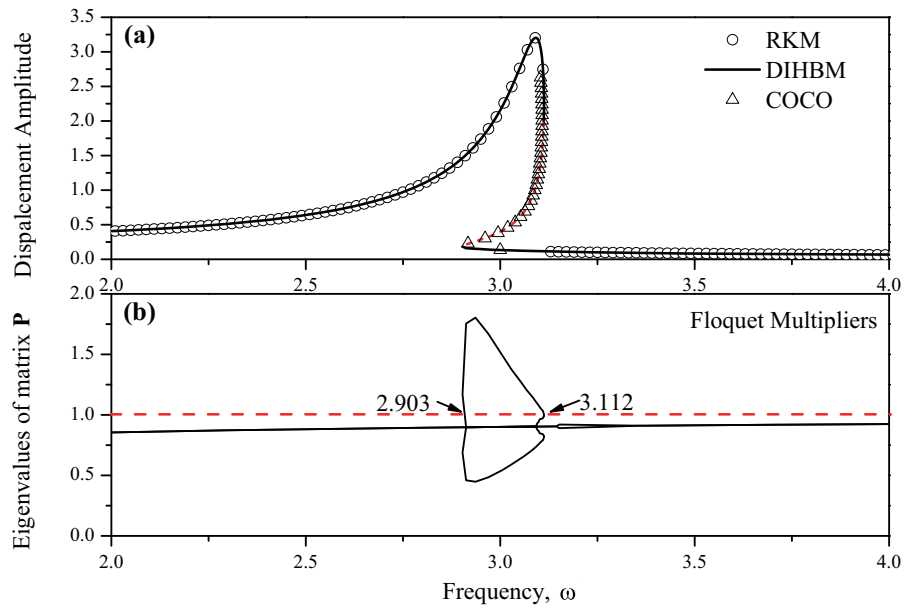 (a)
RKM
DIHBM
COCO
Dispalcement Amplitude
3.5
3.0
2.5
2.0
1.5
1.0
0.5
0.0
2.0
2.5
3.0
3.5
4.0
(b)
Floquet Multipliers
2.903
3.112
Eigenvalues of matrix P
2.0
1.5
1.0
0.5
0.0
2.0
2.5
3.0
3.5
4.0
Frequency, ω